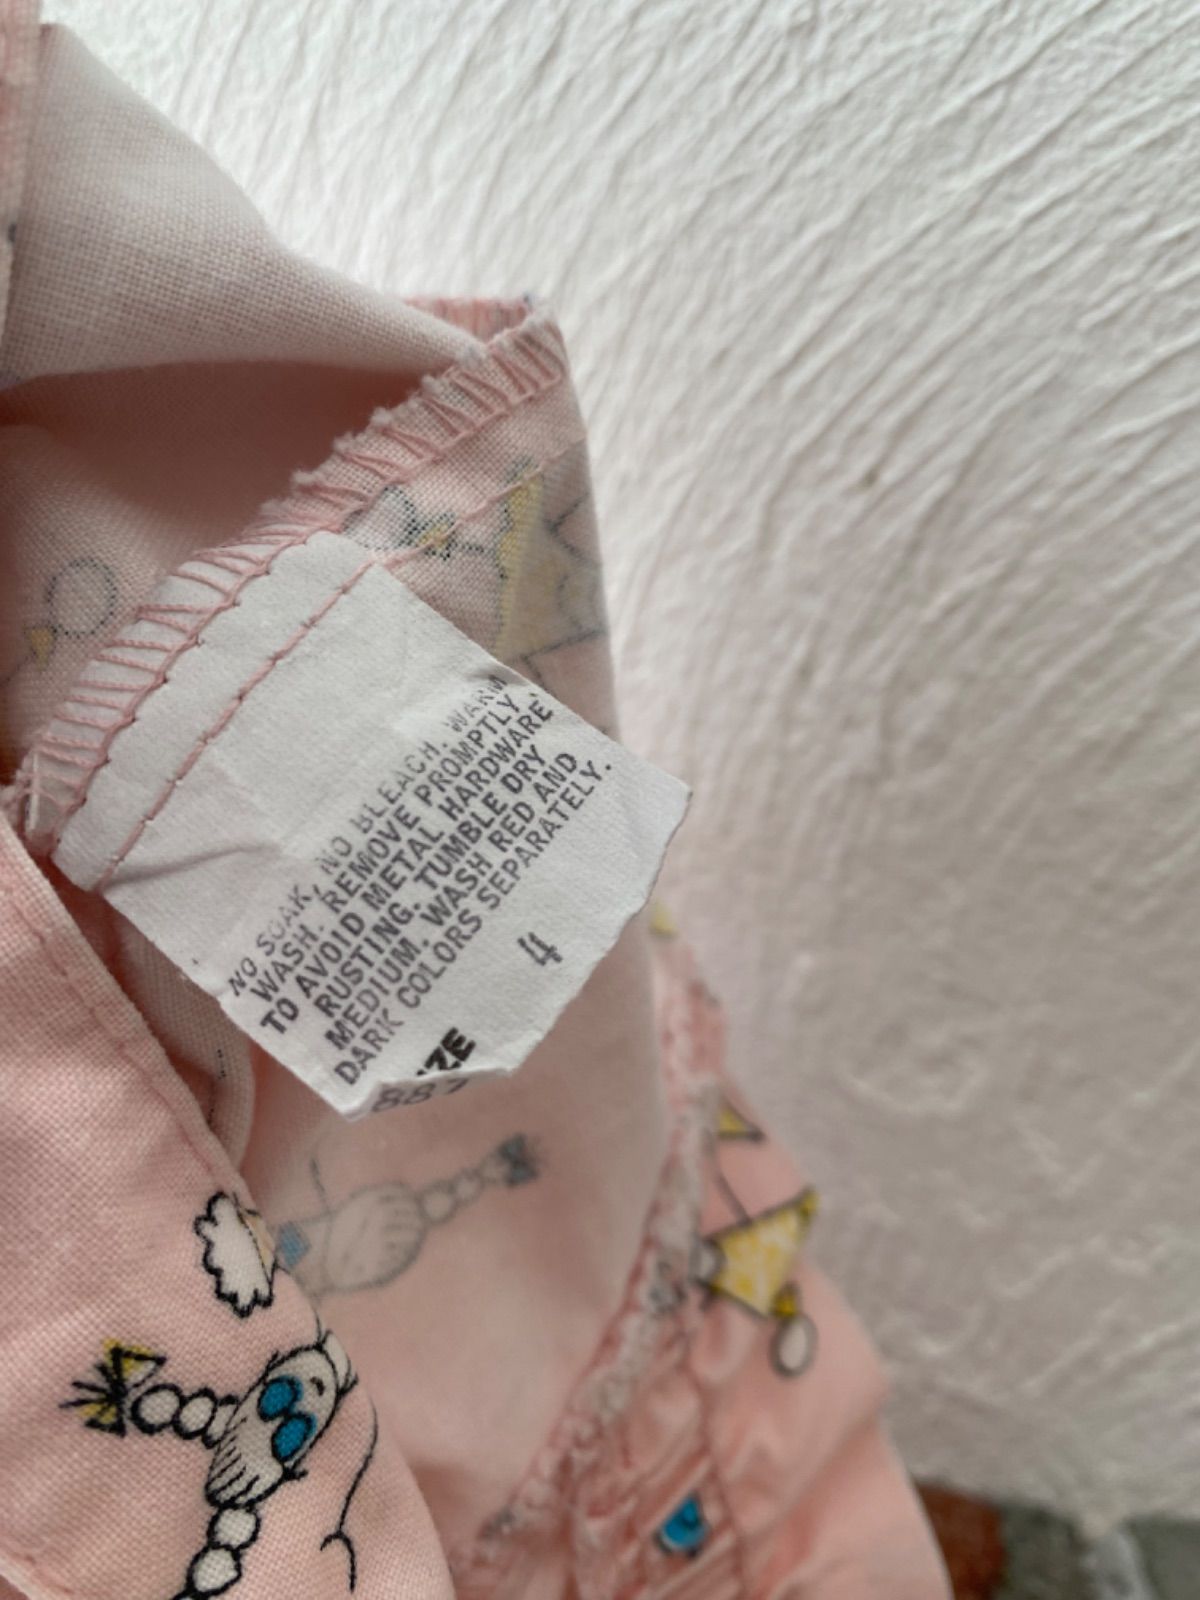 NO SOAK, NO BLEACH. WARM
WASH. REMOVE PROMPTLY
TO AVOID METAL HARDWARE
RUSTING. TUMBLE DRY
MEDIUM. WASH RED AND
DARK COLORS SEPARATELY.
4